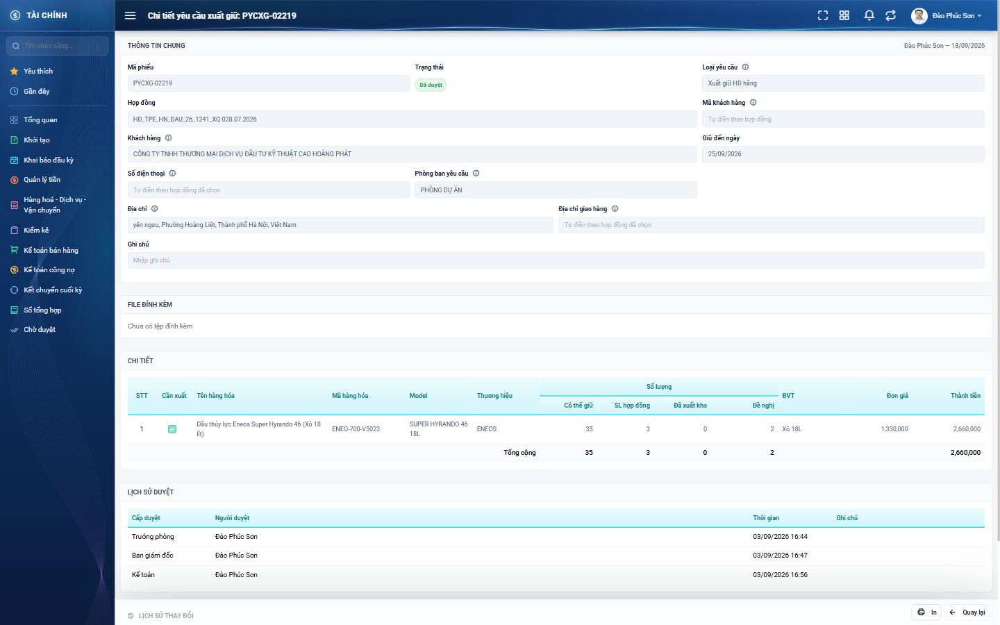 TÀI CHÍNH
Chi tiết yêu cầu xuất giữ: PYCXG-02219
Đào Phúc Sơn
Tìm chức năng...
Yêu thích
Gần đây
Tổng quan
Khởi tạo
Khai báo đầu kỳ
Quản lý tiền
Hàng hoá - Dịch vụ -
Vận chuyển
Kiểm kê
Kế toán bán hàng
Kế toán công nợ
Kết chuyển cuối kỳ
Sổ tổng hợp
Chờ duyệt
THÔNG TIN CHUNG
Đào Phúc Sơn — 18/09/2026
Mã phiếu
Trạng thái
Loại yêu cầu
PYCXG-02219
Đã duyệt
Xuất giữ HĐ hãng
Hợp đồng
Mã khách hàng
HĐ_TPE_HN_DAU_26_1241_XQ 028.07.2026
Tự điền theo hợp đồng
Khách hàng
Giữ đến ngày
CÔNG TY TNHH THƯƠNG MẠI DỊCH VỤ ĐẦU TƯ KỸ THUẬT CAO HOÀNG PHÁT
25/09/2026
Số điện thoại
Phòng ban yêu cầu
Tự điền theo hợp đồng đã chọn
PHÒNG DỰ ÁN
Địa chỉ
Địa chỉ giao hàng
yên ngưu, Phường Hoàng Liệt, Thành phố Hà Nội, Việt Nam
Tự điền theo hợp đồng đã chọn
Ghi chú
Nhập ghi chú
FILE ĐÍNH KÈM
Chưa có tệp đính kèm
CHI TIẾT
STT Cần xuất Tên hàng hóa Mã hàng hóa Model Thương hiệu Số lượng ĐVT Đơn giá Thành tiền
Có thể giữ SL hợp đồng Đã xuất kho Đề nghị
1 Dầu thủy lực Eneos Super Hyrando 46 (Xô 18 lít) ENEO-700-V5023 SUPER HYRANDO 46 18L ENEOS 35 3 0 2 Xô 18L 1,330,000 2,660,000
Tổng cộng 35 3 0 2 2,660,000
LỊCH SỬ DUYỆT
Cấp duyệt Người duyệt Thời gian Ghi chú
Trưởng phòng Đào Phúc Sơn 03/09/2026 16:44
Ban giám đốc Đào Phúc Sơn 03/09/2026 16:47
Kế toán Đào Phúc Sơn 03/09/2026 16:56
LỊCH SỬ THAY ĐỔI
In
Quay lại